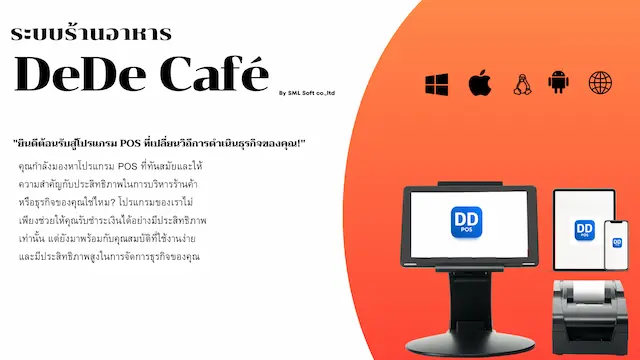 ระบบร้านอาหาร
DeDe Café
By SML Soft co.,ltd
"ยินดีต้อนรับสู่โปรแกรม POS ที่เปลี่ยนวิธีการดำเนินธุรกิจของคุณ!"
คุณกำลังมองหาโปรแกรม POS ที่ทันสมัยและให้
ความสำคัญกับประสิทธิภาพในการบริหารร้านค้า
หรือธุรกิจของคุณใช่ไหม? โปรแกรมของเราไม่
เพียงช่วยให้คุณรับชำระเงินได้อย่างมีประสิทธิภาพ
เท่านั้น แต่ยังมาพร้อมกับคุณสมบัติที่ใช้งานง่าย
และมีประสิทธิภาพสูงในการจัดการธุรกิจของคุณ
DD
POS
DD
POS
DD
POS